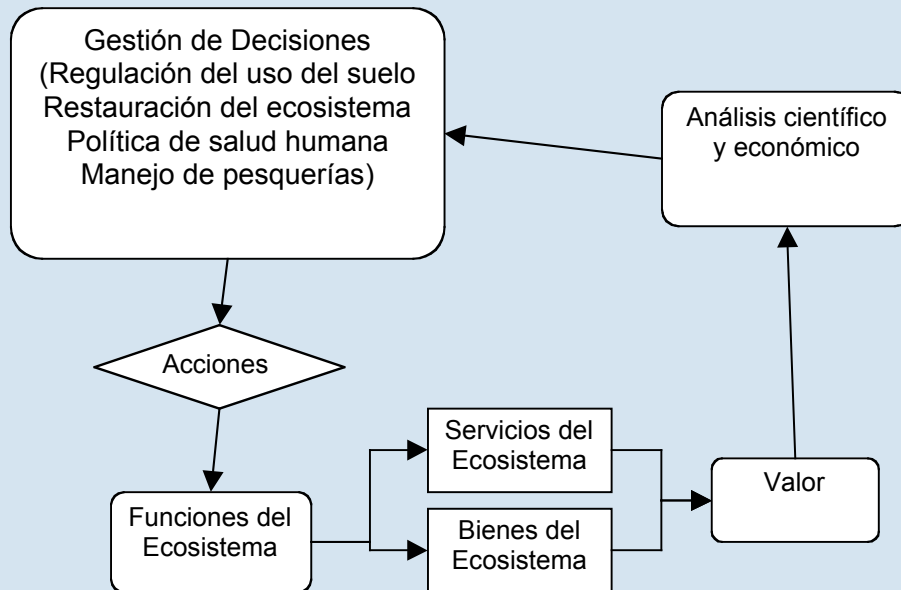 Gestión de Decisiones
(Regulación del uso del suelo
Restauración del ecosistema
Política de salud humana
Manejo de pesquerías)
Análisis científico
y económico
Acciones
Servicios del
Ecosistema
Valor
Funciones del
Ecosistema
Bienes del
Ecosistema